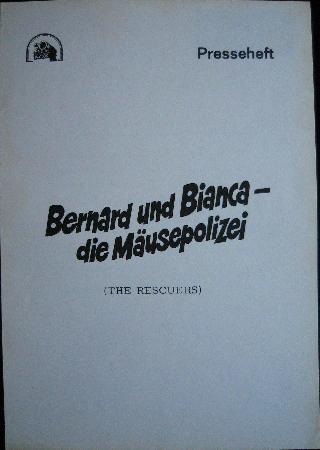 Presseheft
Bernard und Bianca –
die Mäusepolizei
(THE RESCUERS)